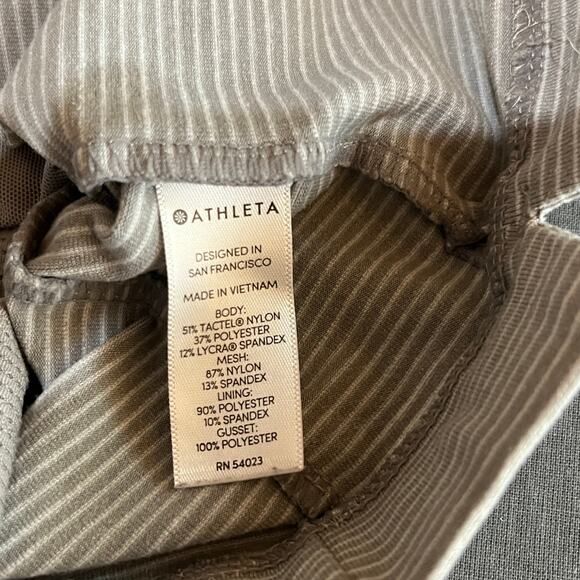 ATHLETA
DESIGNED IN
SAN FRANCISCO
MADE IN VIETNAM
BODY:
51% TACTEL® NYLON
37% POLYESTER
12% LYCRA® SPANDEX
MESH:
87% NYLON
13% SPANDEX
LINING:
90% POLYESTER
10% SPANDEX
GUSSET:
100% POLYESTER
RN 54023